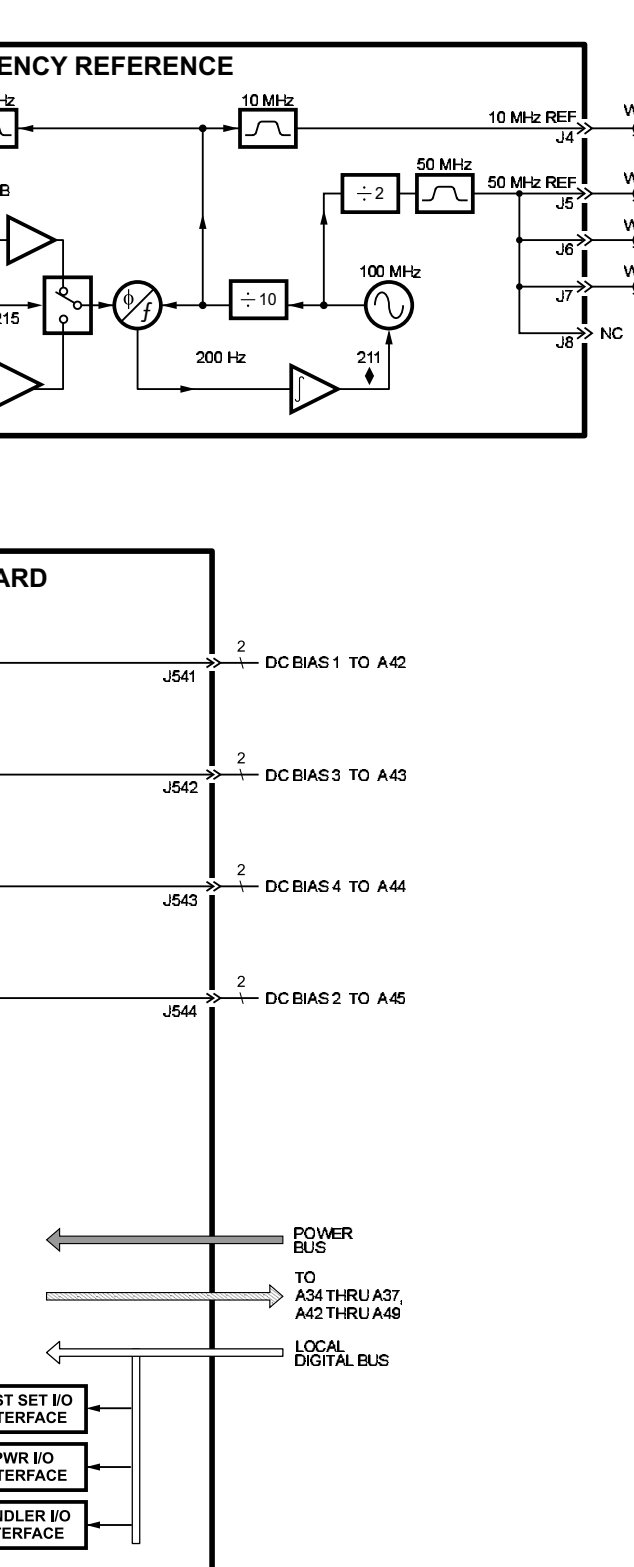 ENCY REFERENCE
Hz
10 MHz
10 MHz REF
W
J4
50 MHz
50 MHz REF
W
J5
÷2
B
W
J6
100 MHz
W
J7
215
ϕ/f
÷10
J8
NC
200 Hz
211
∫
ARD
2
DC BIAS 1 TO A42
J541
2
DC BIAS 3 TO A43
J542
2
DC BIAS 4 TO A44
J543
2
DC BIAS 2 TO A45
J544
POWER
BUS
TO
A34 THRU A37,
A42 THRU A49
LOCAL
DIGITAL BUS
ST SET I/O
TERFACE
PWR I/O
TERFACE
NDLER I/O
TERFACE